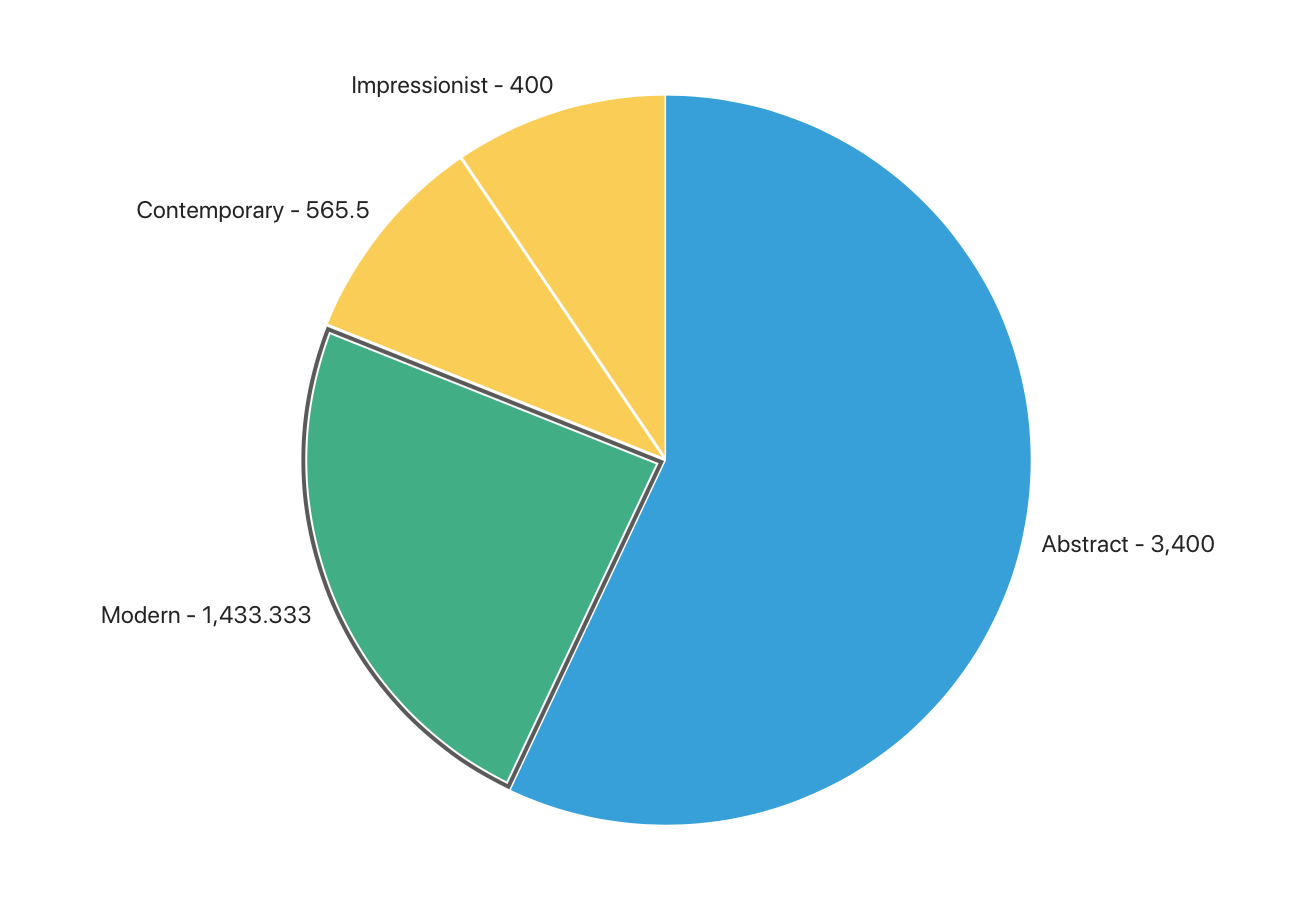 Impressionist - 400
Contemporary - 565.5
Abstract - 3,400
Modern - 1,433.333